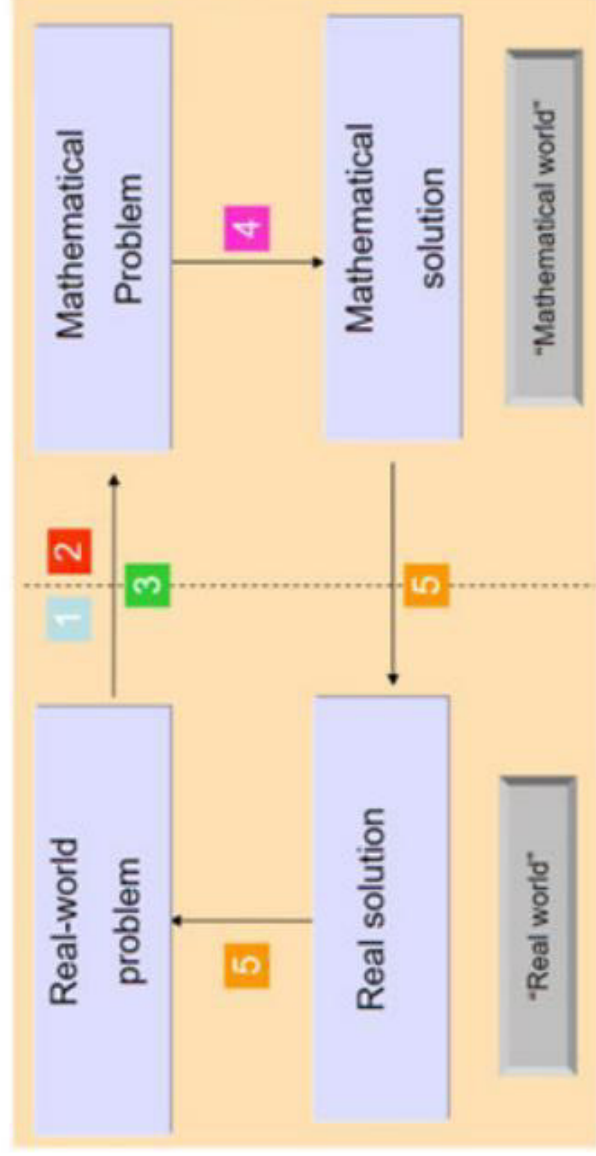 Real-world
problem
1
2
3
Mathematical
Problem
5
4
Real solution
5
Mathematical
solution
"Real world"
"Mathematical world"